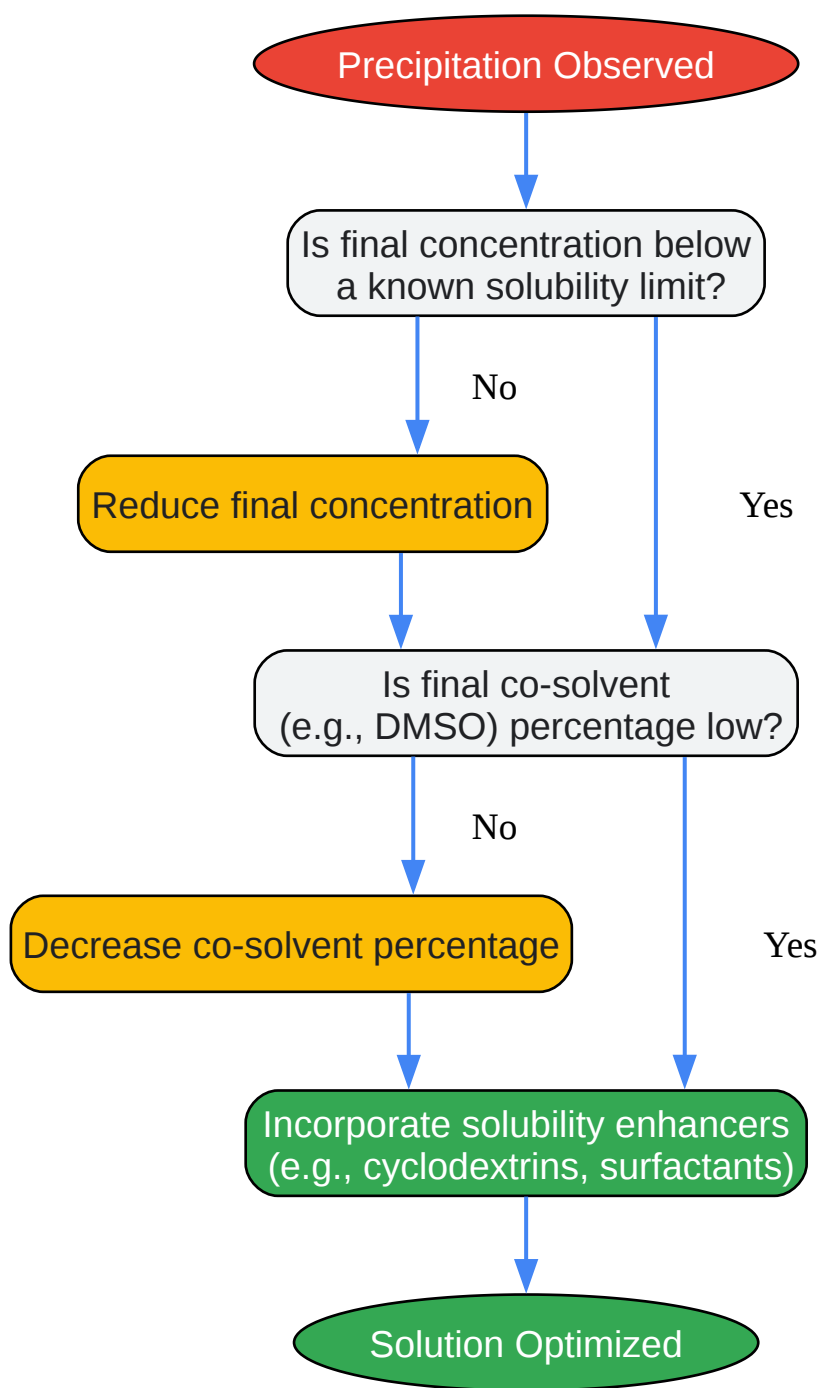 Precipitation Observed
Is final concentration below
a known solubility limit?
No
Reduce final concentration
Yes
Is final co-solvent
(e.g., DMSO) percentage low?
No
Decrease co-solvent percentage
Yes
Incorporate solubility enhancers
(e.g., cyclodextrins, surfactants)
Solution Optimized